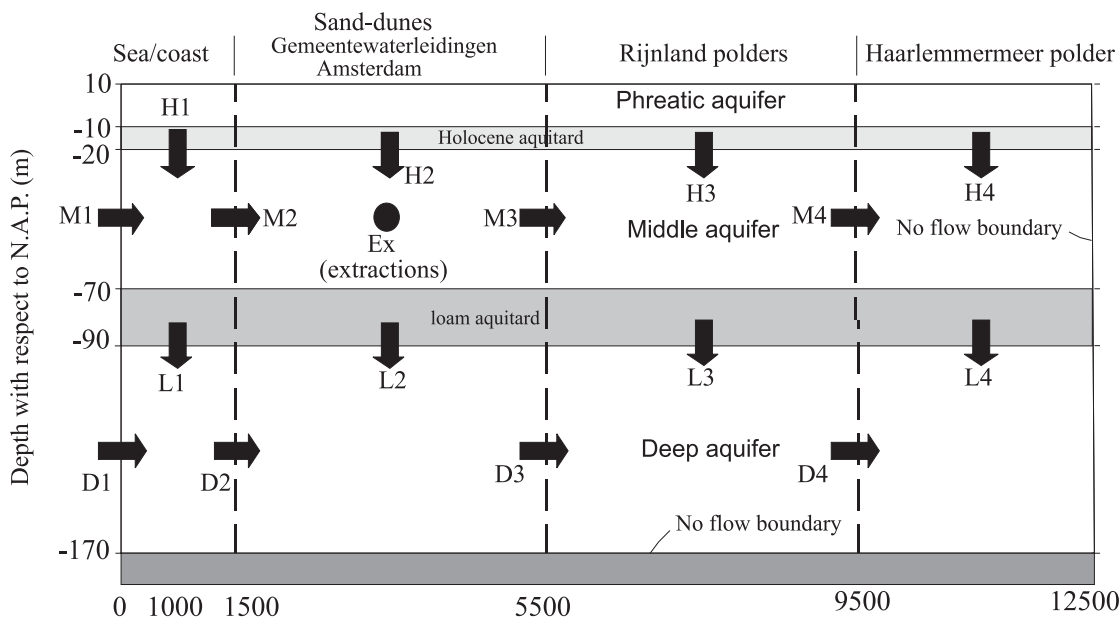 Sand-dunes
Sea/coast
Gemeentewaterleidingen
Rijnland polders
Haarlemmermeer polder
Amsterdam
10
Phreatic aquifer
H1
-10
Holocene aquitard
-20
H2
H3
H4
M1
M2
M3
Middle aquifer
M4
No flow boundary
Ex
(extractions)
-70
loam aquitard
-90
L1
L2
L3
L4
Deep aquifer
D1
D2
D3
D4
No flow boundary
-170
Depth with respect to N.A.P. (m)
0 1000 1500 5500 9500 12500